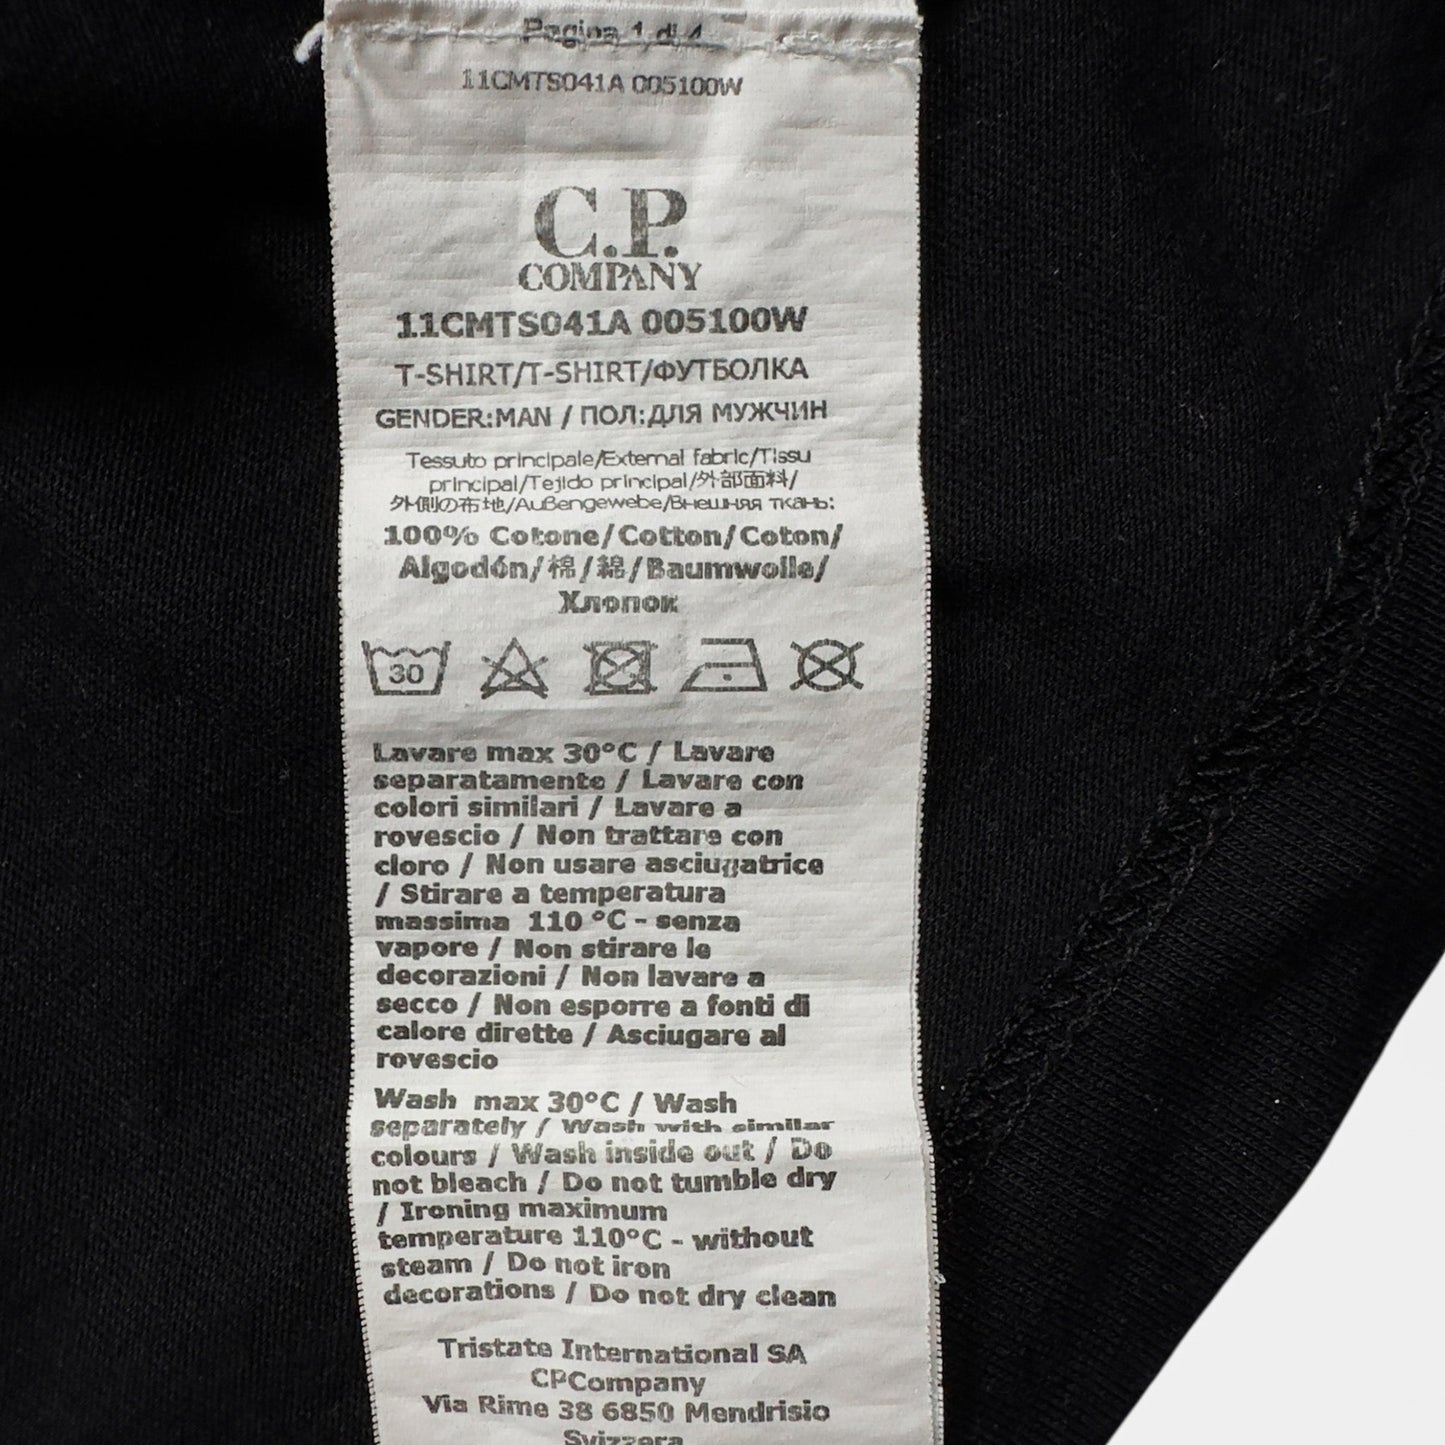 Pagina 1 di 4
11CMTS041A 005100W
C.P.
COMPANY
11CMTS041A 005100W
T-SHIRT/T-SHIRT/ФУТБОЛКА
GENDER:MAN / ПОЛ:ДЛЯ МУЖЧИН
Tessuto principale/External fabric/Tissu
principal/Tejido principal/外部面料/
外側の布地/Außengewebe/Внешняя ткань:
100% Cotone/Cotton/Coton/
Algodón/棉/綿/Baumwolle/
Хлопок
30
Lavare max 30°C / Lavare
separatamente / Lavare con
colori similari / Lavare a
rovescio / Non trattare con
cloro / Non usare asciugatrice
/ Stirare a temperatura
massima 110 °C - senza
vapore / Non stirare le
decorazioni / Non lavare a
secco / Non esporre a fonti di
calore dirette / Asciugare al
rovescio
Wash max 30°C / Wash
separately / Wash with similar
colours / Wash inside out / Do
not bleach / Do not tumble dry
/ Ironing maximum
temperature 110°C - without
steam / Do not iron
decorations / Do not dry clean
Tristate International SA
CPCompany
Via Rime 38 6850 Mendrisio
Svizzera